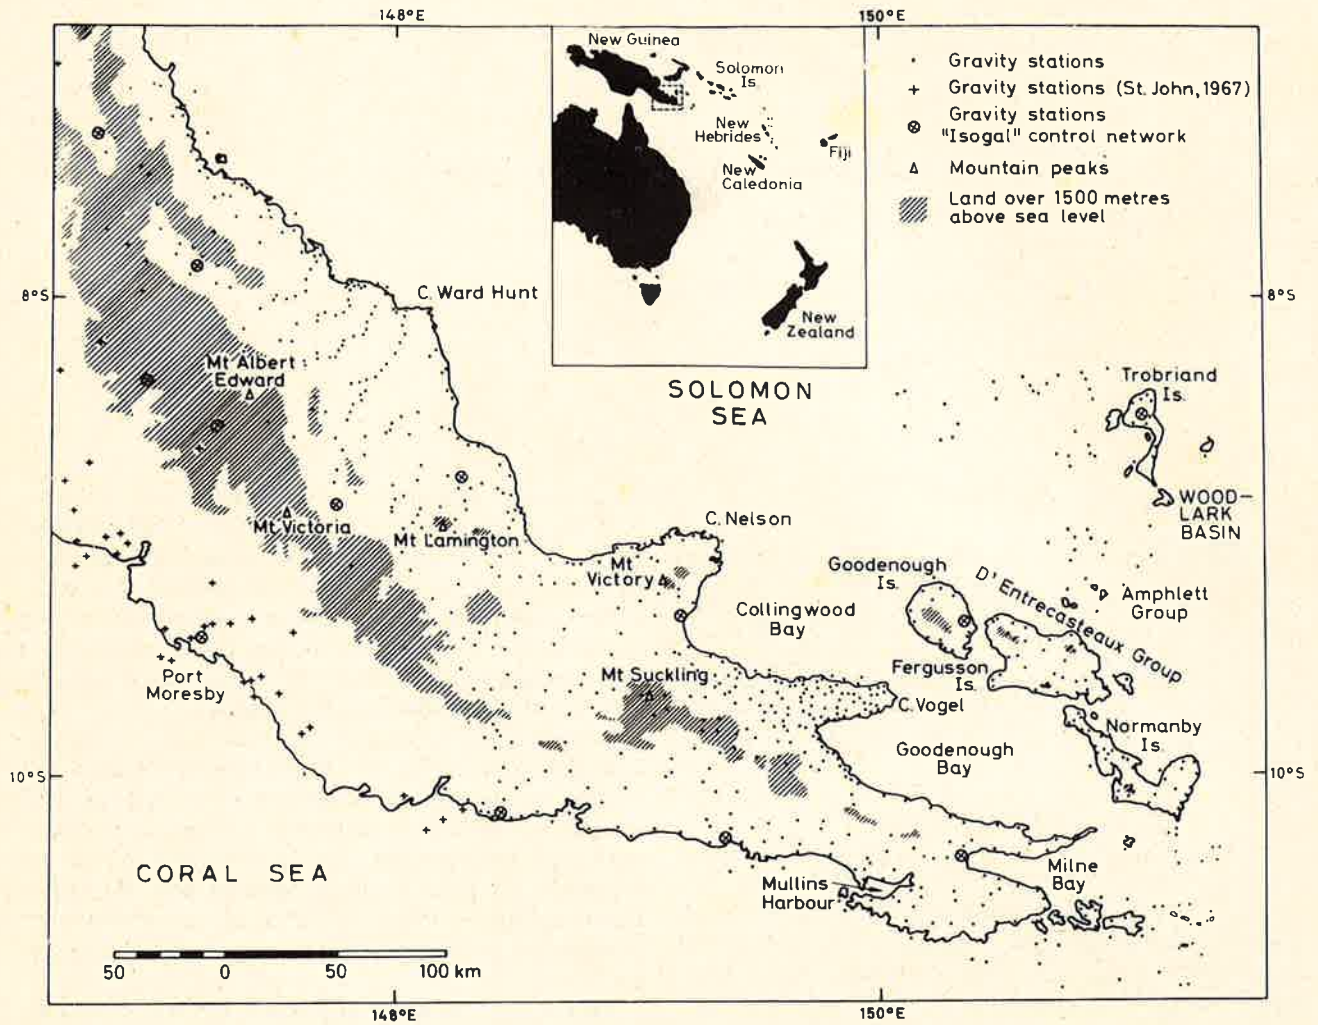 148°E
150°E
New Guinea
Solomon
Is.
New
Hebrides
Fiji
New
Caledonia
New
Zealand
Gravity stations
Gravity stations (St. John, 1967)
Gravity stations
"Isogal" control network
Mountain peaks
Land over 1500 metres
above sea level
8°S
8°S
C. Ward Hunt
Mt Albert
Edward
SOLOMON
SEA
Trobriand
Is.
WOOD-
LARK
BASIN
Mt Victoria
Mt Lamington
C. Nelson
Mt
Victory
Goodenough
Is.
D'Entrecasteaux Group
Amphlett
Group
Collingwood
Bay
Port
Moresby
Mt Suckling
Fergusson
Is.
C. Vogel
Normanby
Is.
Goodenough
Bay
10°S
10°S
CORAL SEA
Mullins
Harbour
Milne
Bay
50 0 50 100 km
148°E
150°E